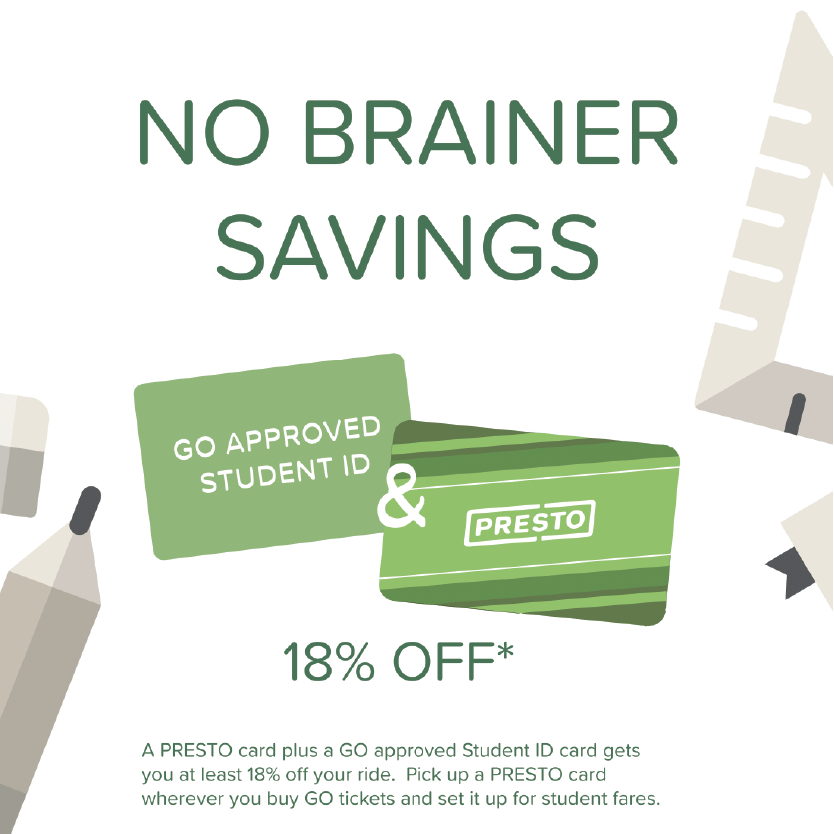 NO BRAINER
SAVINGS
GO APPROVED
STUDENT ID
&
PRESTO
18% OFF*
A PRESTO card plus a GO approved Student ID card gets
you at least 18% off your ride. Pick up a PRESTO card
wherever you buy GO tickets and set it up for student fares.